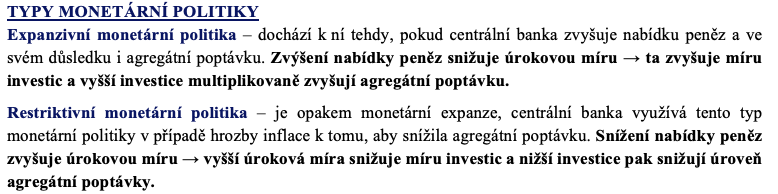 TYPY MONETÁRNÍ POLITIKY
Expanzivní monetární politika – dochází k ní tehdy, pokud centrální banka zvyšuje nabídku peněz a ve
svém důsledku i agregátní poptávku. Zvýšení nabídky peněz snižuje úrokovou míru → ta zvyšuje míru
investic a vyšší investice multiplikovaně zvyšují agregátní poptávku.
Restriktivní monetární politika – je opakem monetární expanze, centrální banka využívá tento typ
monetární politiky v případě hrozby inflace k tomu, aby snížila agregátní poptávku. Snížení nabídky peněz
zvyšuje úrokovou míru → vyšší úroková míra snižuje míru investic a nižší investice pak snižují úroveň
agregátní poptávky.